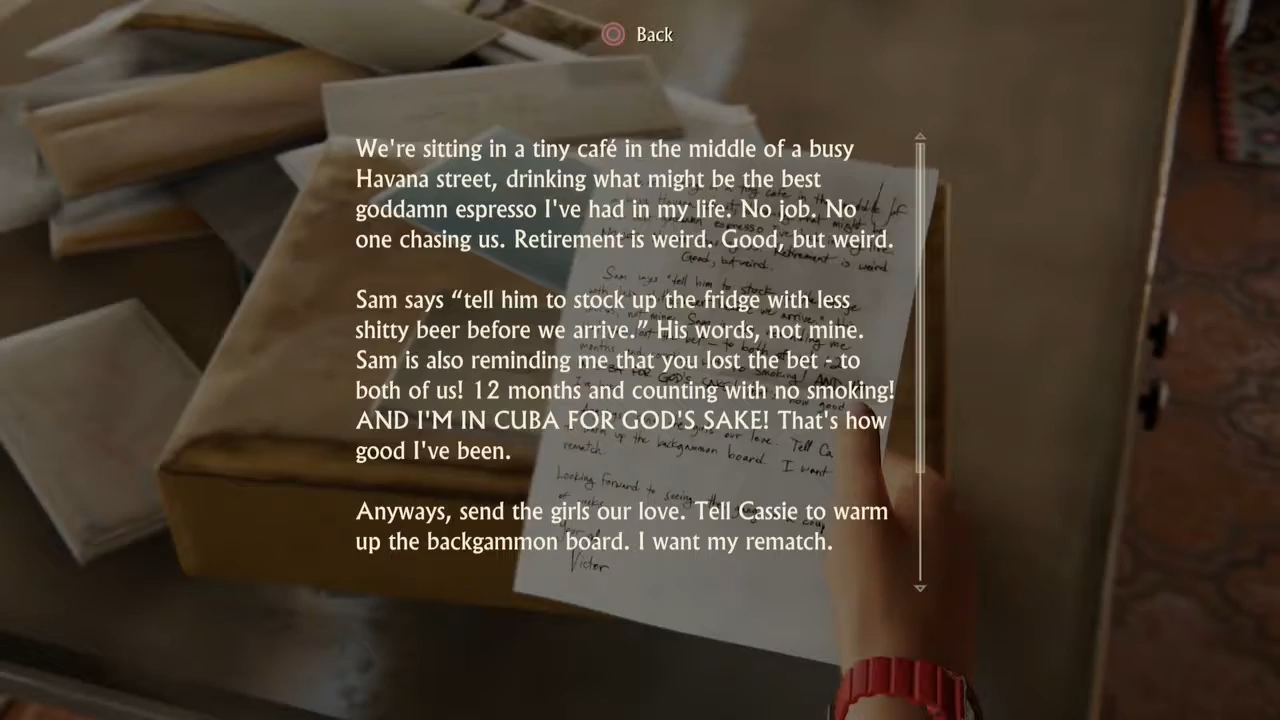 Back
We're sitting in a tiny café in the middle of a busy
Havana street, drinking what might be the best
goddamn espresso I've had in my life. No job. No
one chasing us. Retirement is weird. Good, but weird.
Sam says “tell him to stock up the fridge with less
shitty beer before we arrive.” His words, not mine.
Sam is also reminding me that you lost the bet - to
both of us! 12 months and counting with no smoking!
AND I'M IN CUBA FOR GOD'S SAKE! That's how
good I've been.
Anyways, send the girls our love. Tell Cassie to warm
up the backgammon board. I want my rematch.
Looking forward to seeing
Victor